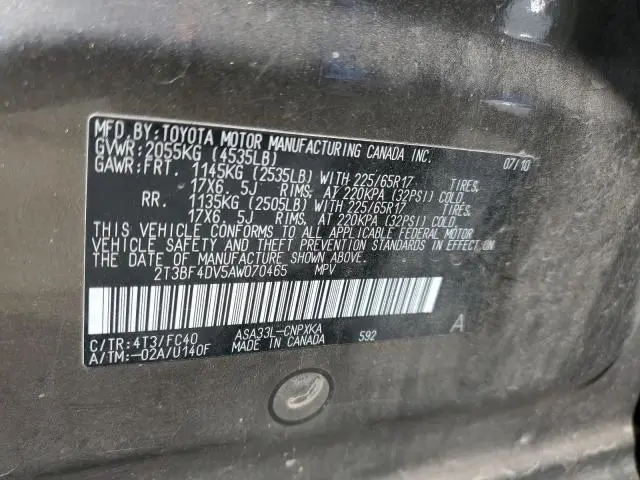 MFD.BY:TOYOTA MOTOR MANUFACTURING CANADA INC.
GVWR:2055KG (4535LB) 07/10
GAWR:FRT. 1145KG (2535LB) WITH 225/65R17 TIRES,
17X6. 5J RIMS, AT 220KPA (32PSI) COLD.
RR. 1135KG (2505LB) WITH 225/65R17 TIRES,
17X6. 5J RIMS, AT 220KPA (32PSI) COLD.
THIS VEHICLE CONFORMS TO ALL APPLICABLE FEDERAL MOTOR
VEHICLE SAFETY AND THEFT PREVENTION STANDARDS IN EFFECT ON
THE DATE OF MANUFACTURE SHOWN ABOVE.
2T3BF4DV5AW070465 MPV
C/TR:4T3/FC40 ASA33L-CNPXKA A
A/TM:-02A/U140F MADE IN CANADA 592